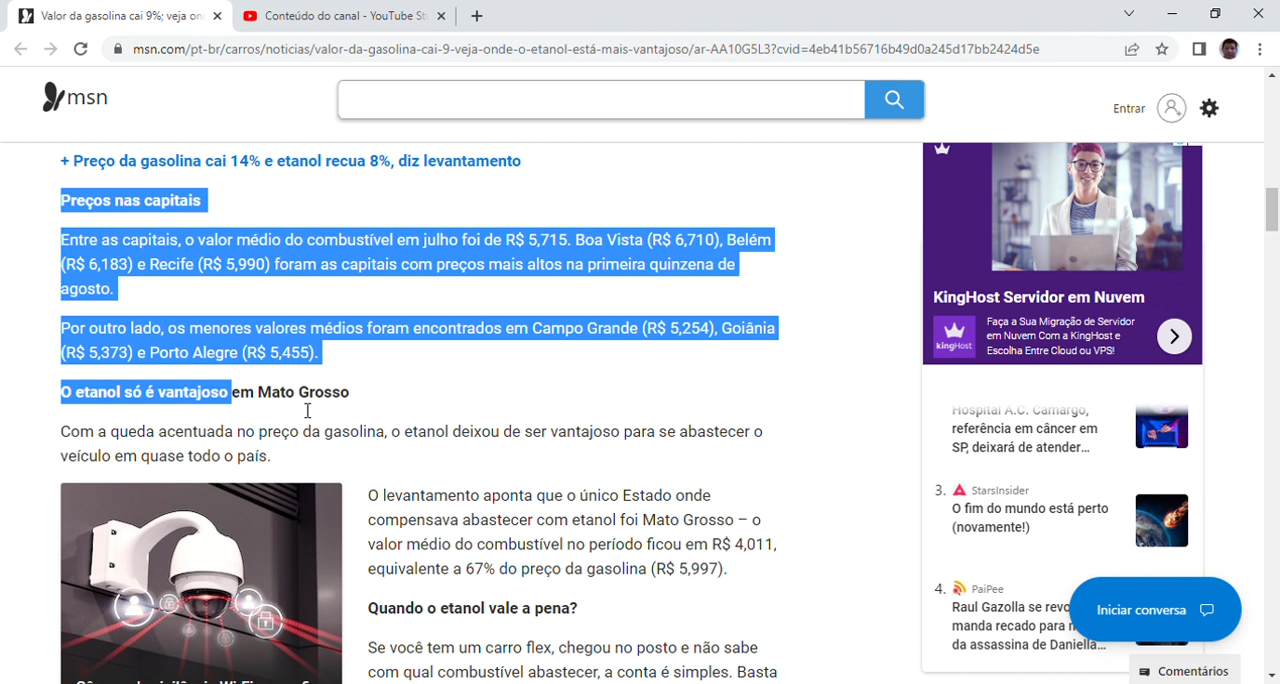 Valor da gasolina cai 9%; veja on
Conteúdo do canal - YouTube St
msn.com/pt-br/carros/noticias/valor-da-gasolina-cai-9-veja-onde-o-etanol-está-mais-vantajoso/ar-AA10G5L3?cvid=4eb41b56716b49d0a245d17bb2424d5e
msn
Entrar
+ Preço da gasolina cai 14% e etanol recua 8%, diz levantamento
Preços nas capitais
Entre as capitais, o valor médio do combustível em julho foi de R$ 5,715. Boa Vista (R$ 6,710), Belém
(R$ 6,183) e Recife (R$ 5,990) foram as capitais com preços mais altos na primeira quinzena de
agosto.
Por outro lado, os menores valores médios foram encontrados em Campo Grande (R$ 5,254), Goiânia
(R$ 5,373) e Porto Alegre (R$ 5,455).
O etanol só é vantajoso em Mato Grosso
Com a queda acentuada no preço da gasolina, o etanol deixou de ser vantajoso para se abastecer o
veículo em quase todo o país.
O levantamento aponta que o único Estado onde
compensava abastecer com etanol foi Mato Grosso – o
valor médio do combustível no período ficou em R$ 4,011,
equivalente a 67% do preço da gasolina (R$ 5,997).
Quando o etanol vale a pena?
Se você tem um carro flex, chegou no posto e não sabe
com qual combustível abastecer, a conta é simples. Basta
KingHost Servidor em Nuvem
kingHost
Faça a Sua Migração de Servidor
em Nuvem Com a KingHost e
Escolha Entre Cloud ou VPS!
Hospital A.C. Camargo,
referência em câncer em
SP, deixará de atender…
3. StarsInsider
O fim do mundo está perto
(novamente!)
4. PaiPee
Raul Gazolla se revo
manda recado para
da assassina de Daniella…
Iniciar conversa
Comentários